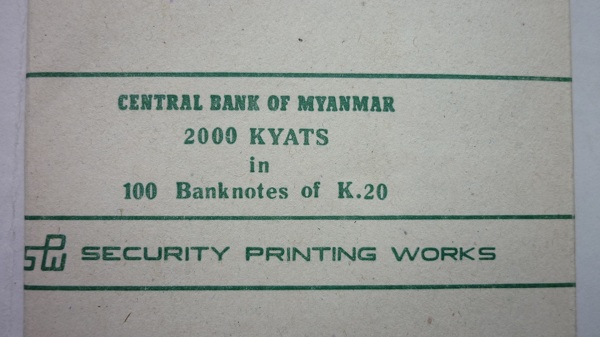 CENTRAL BANK OF MYANMAR
2000 KYATS
in
100 Banknotes of K.20
SPW SECURITY PRINTING WORKS